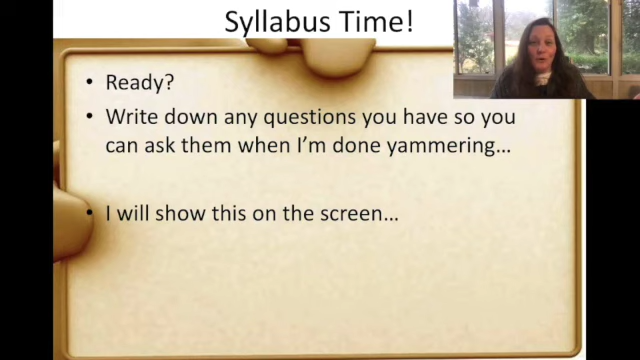 Syllabus Time!
• Ready?
• Write down any questions you have so you
can ask them when I'm done yammering…
• I will show this on the screen…